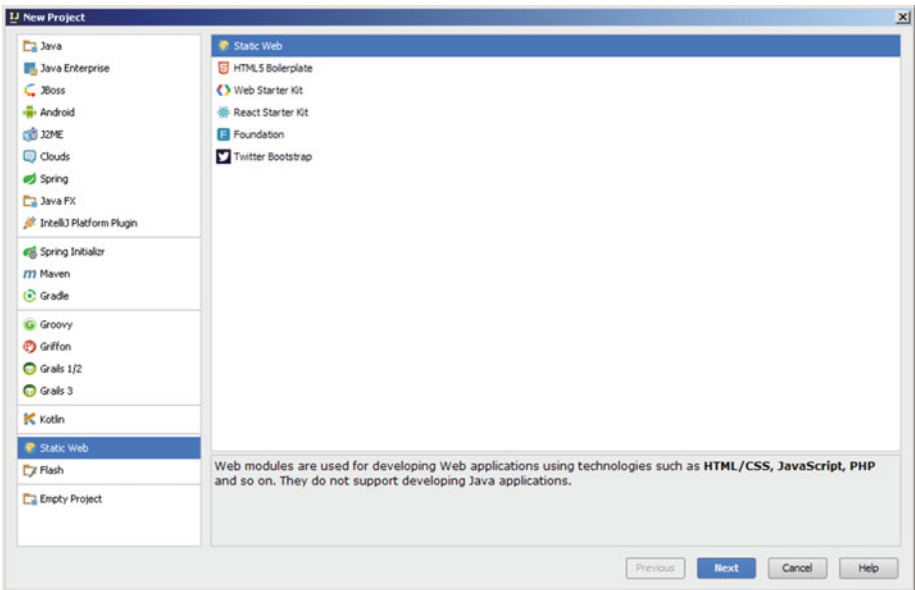 New Project
Java
Java Enterprise
JBoss
Android
J2ME
Clouds
Spring
Java FX
IntelliJ Platform Plugin
Spring Initializr
Maven
Gradle
Groovy
Griffon
Grails 1/2
Grails 3
Kotlin
Static Web
Flash
Empty Project
Static Web
HTML5 Boilerplate
Web Starter Kit
React Starter Kit
Foundation
Twitter Bootstrap
Web modules are used for developing Web applications using technologies such as HTML/CSS, JavaScript, PHP
and so on. They do not support developing Java applications.
Previous Next Cancel Help